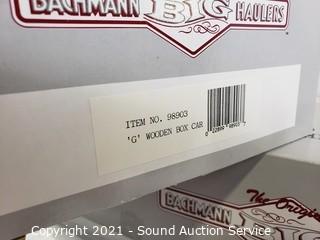 BACHMANN BIG HAULERS
ITEM NO. 98903
'G' WOODEN BOX CAR
The Original
BACHMANN
Copyright 2021 - Sound Auction Service